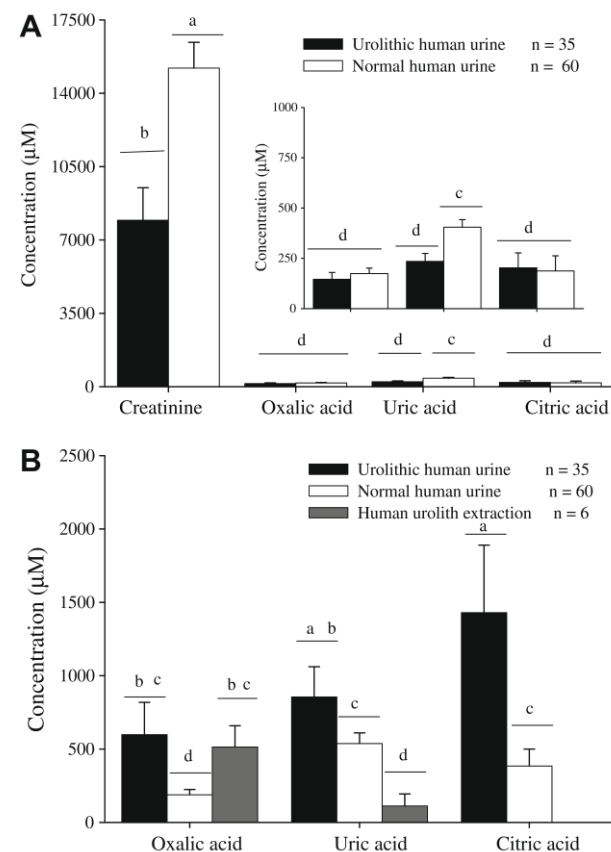 A
Concentration (μM)
17500
14000
10500
7000
3500
0
a
b
Urolithic human urine n = 35
Normal human urine n = 60
Concentration (μM)
1000
750
500
250
0
d
d
c
d
d
d
c
d
Creatinine Oxalic acid Uric acid Citric acid
B
Concentration (μM)
2500
2000
1500
1000
500
0
Urolithic human urine n = 35
Normal human urine n = 60
Human urolith extraction n = 6
a
a b
b c
b c
c
c
d
d
Oxalic acid Uric acid Citric acid